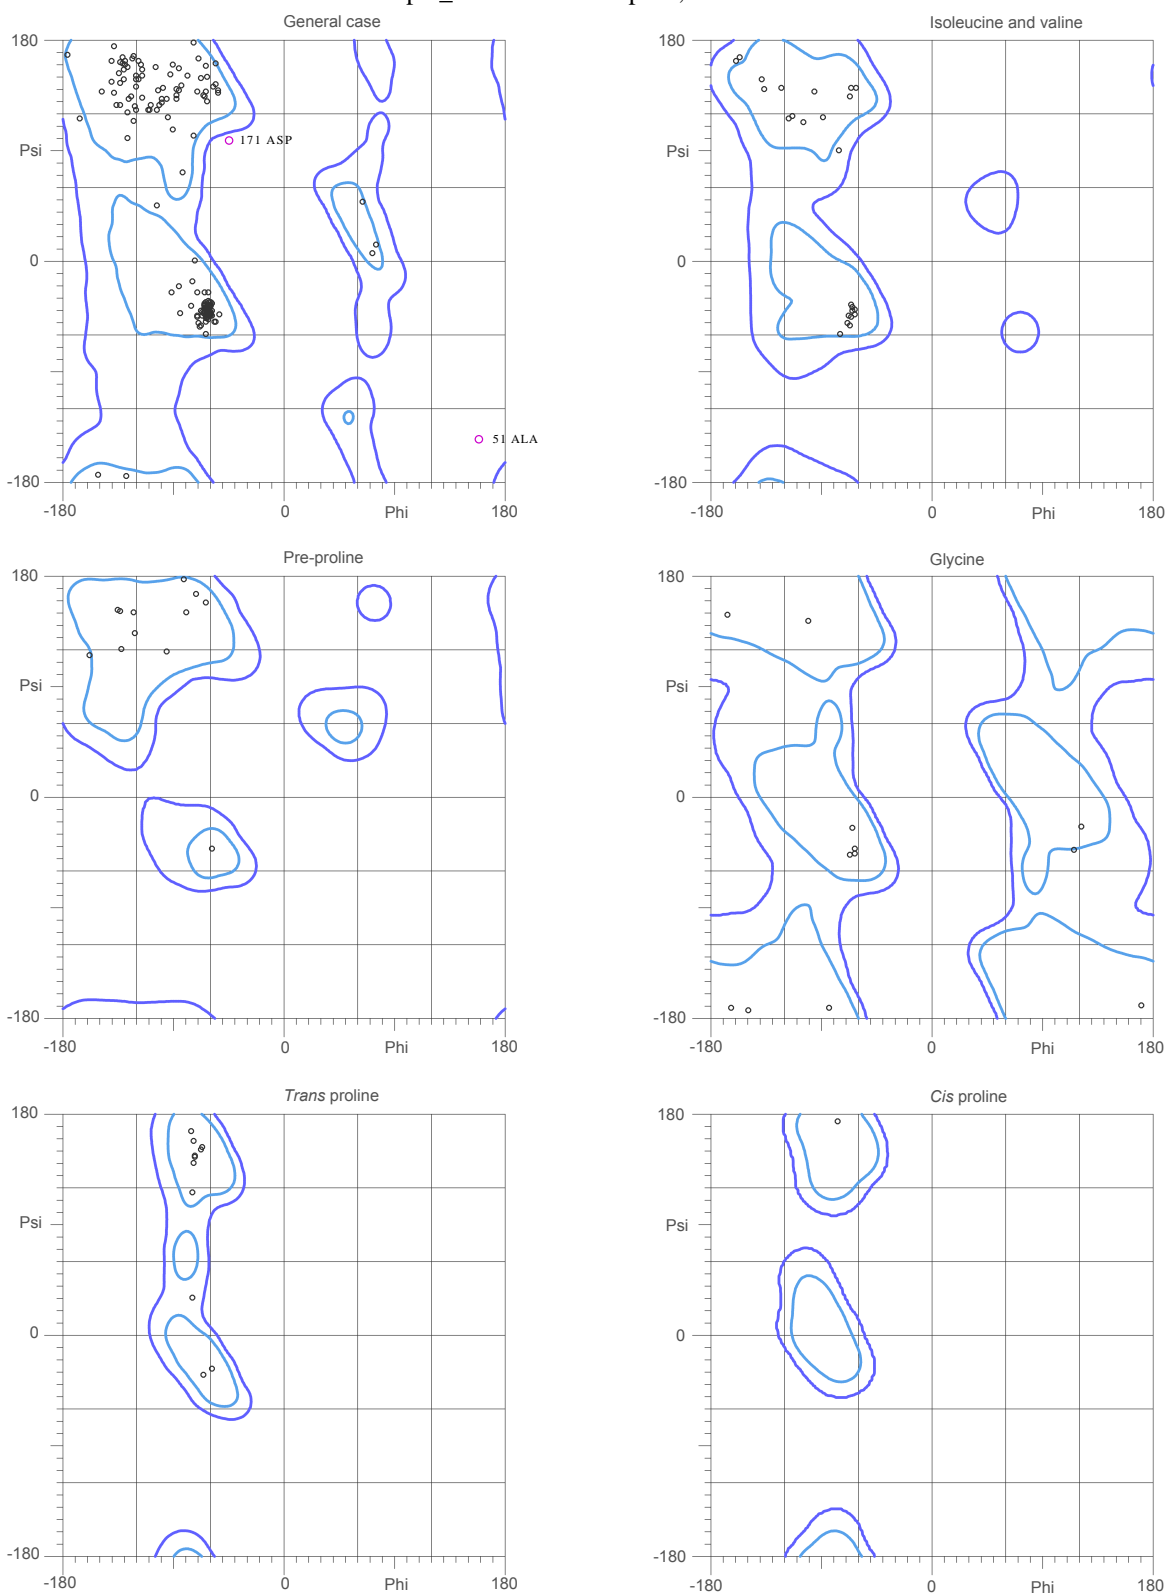 General case
Isoleucine and valine
180
180
171 ASP
Psi
Psi
0
0
51 ALA
-180
-180
-180
0
Phi
180
-180
0
Phi
180
Pre-proline
Glycine
180
180
Psi
Psi
0
0
-180
-180
-180
0
Phi
180
-180
0
Phi
180
Trans proline
Cis proline
180
180
Psi
Psi
0
0
-180
-180
-180
0
Phi
180
-180
0
Phi
180